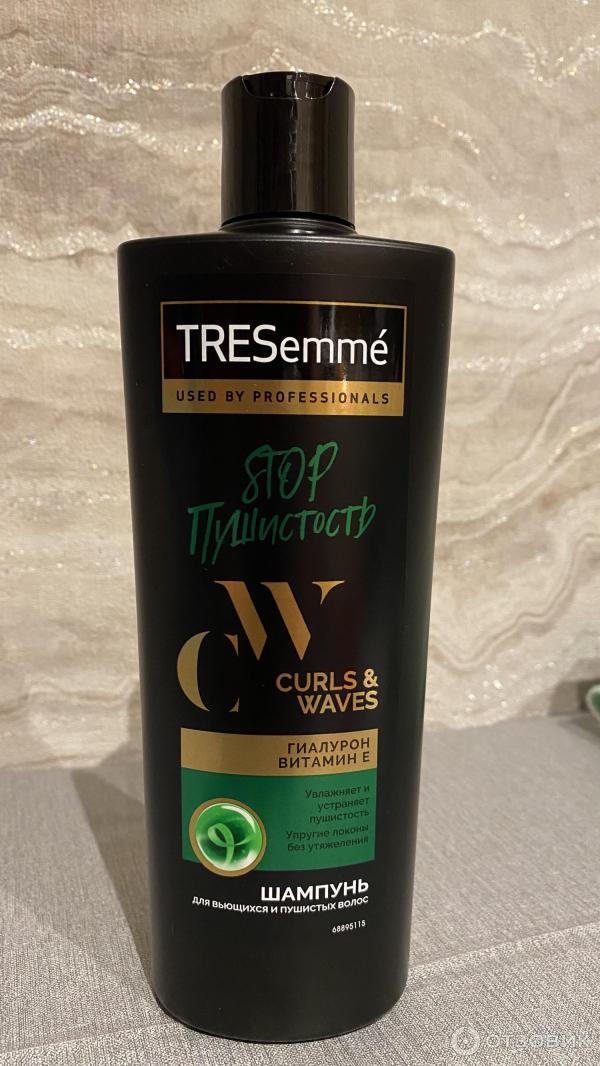 TRESemmé
USED BY PROFESSIONALS
STOP
ПУШИСТОСТЬ
CW
CURLS &
WAVES
ГИАЛУРОН
ВИТАМИН Е
Увлажняет и
устраняет
пушистость
Упругие локоны
без утяжеления
ШАМПУНЬ
ДЛЯ ВЬЮЩИХСЯ И ПУШИСТЫХ ВОЛОС
68895115
ОТЗОВИК